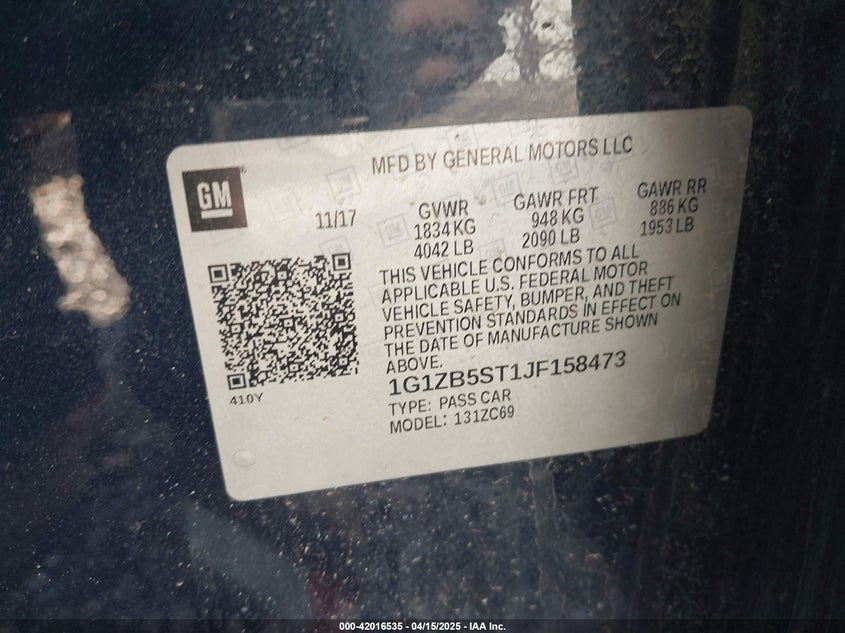 MFD BY GENERAL MOTORS LLC
GM
11/17
GVWR
1834 KG
4042 LB
GAWR FRT
948 KG
2090 LB
GAWR RR
886 KG
1953 LB
THIS VEHICLE CONFORMS TO ALL
APPLICABLE U.S. FEDERAL MOTOR
VEHICLE SAFETY, BUMPER, AND THEFT
PREVENTION STANDARDS IN EFFECT ON
THE DATE OF MANUFACTURE SHOWN
ABOVE.
1G1ZB5ST1JF158473
TYPE: PASS CAR
MODEL: 131ZC69
410Y
000-42016535 - 04/15/2025 - IAA Inc.